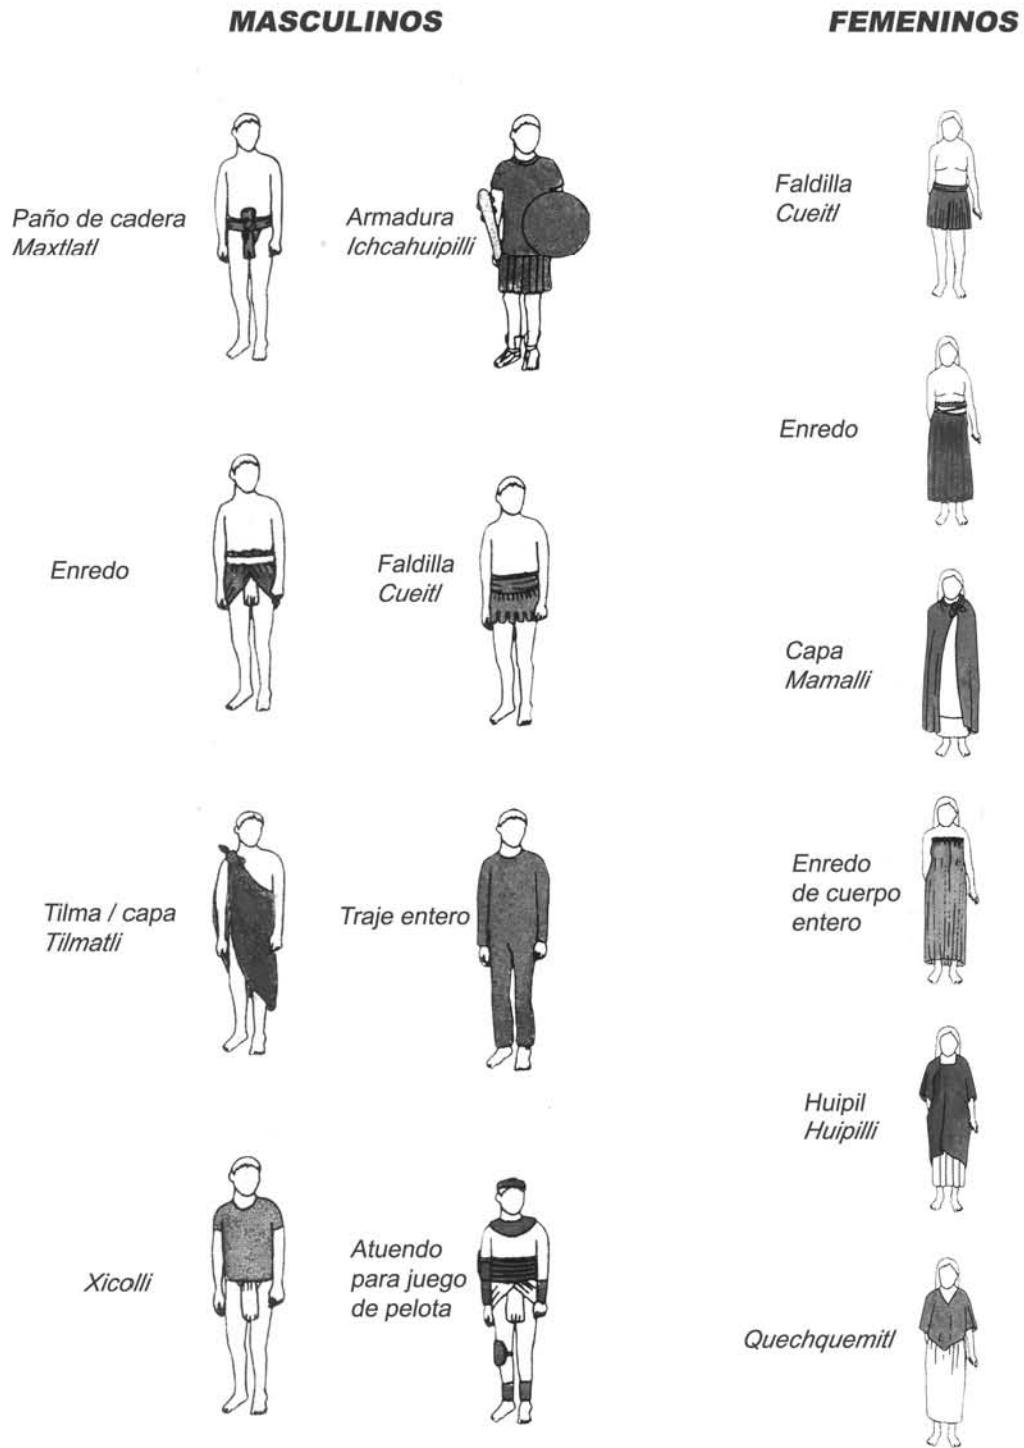 MASCULINOS
FEMENINOS
Paño de cadera
Maxtlatl
Armadura
Ichcahuipilli
Faldilla
Cueitl
Enredo
Enredo
Faldilla
Cueitl
Capa
Mamalli
Tilma / capa
Tilmatli
Traje entero
Enredo
de cuerpo
entero
Huipil
Huipilli
Xicolli
Atuendo
para juego
de pelota
Quechquemitl